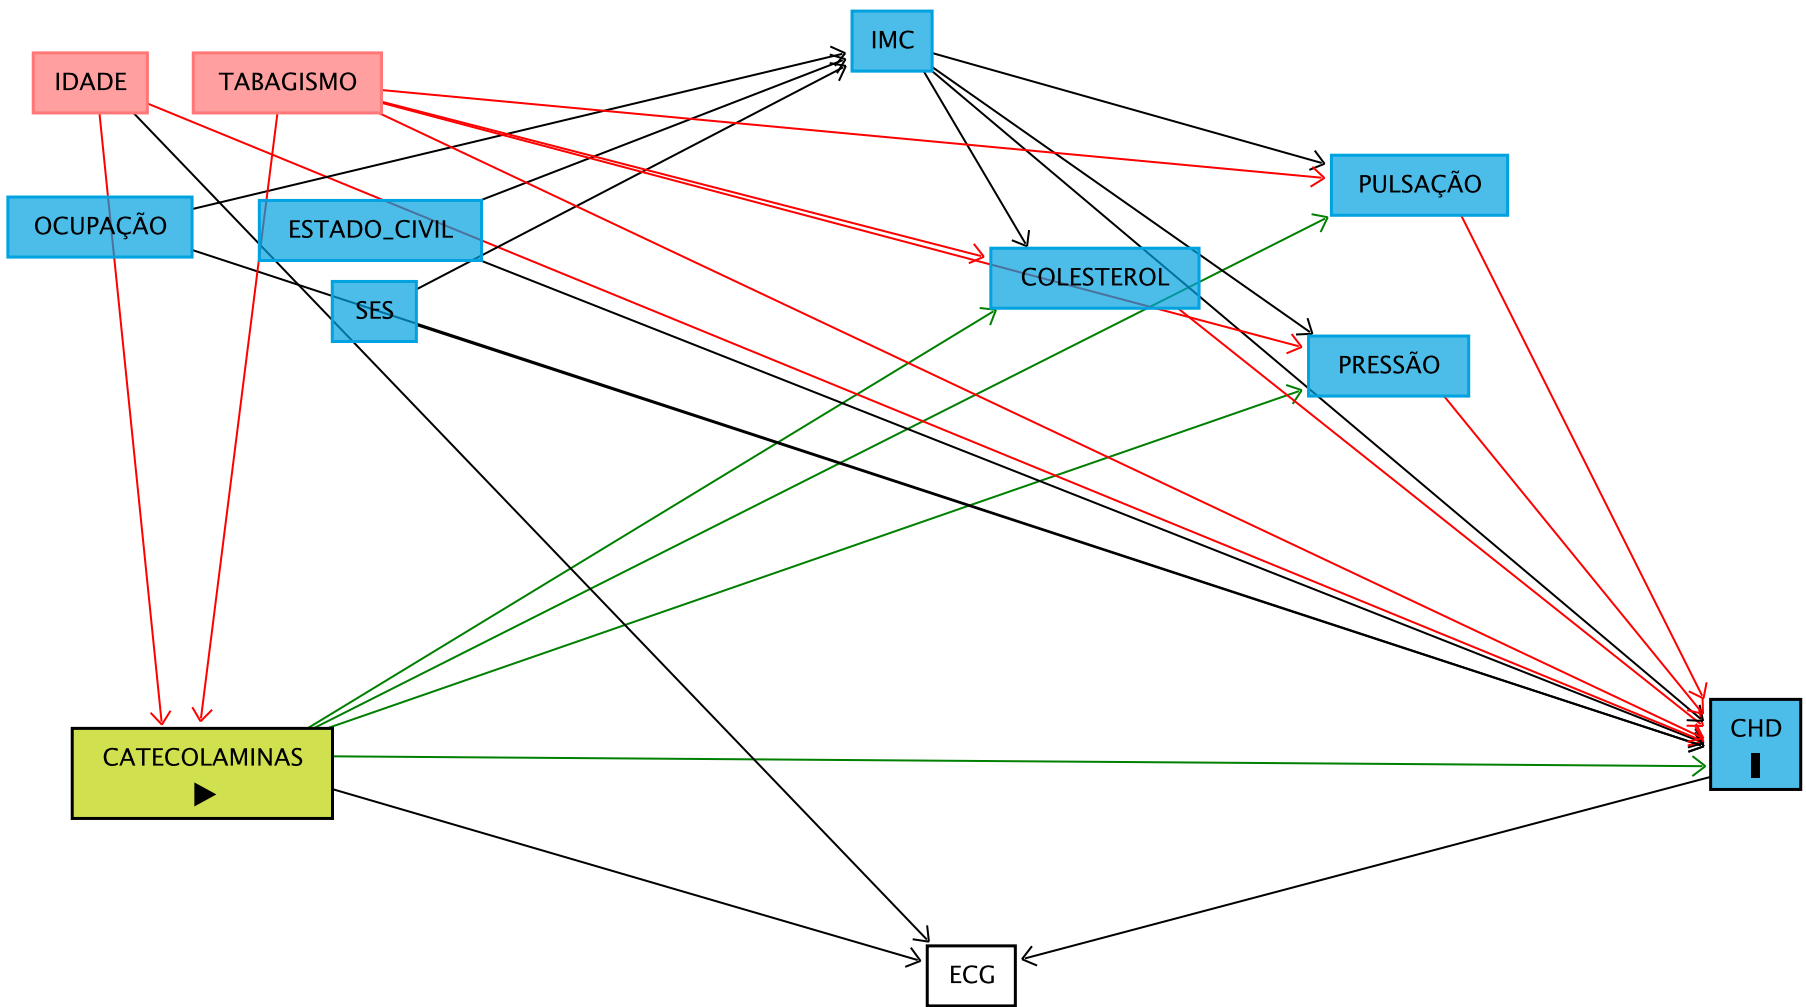 IMC
IDADE
TABAGISMO
PULSAÇÃO
OCUPAÇÃO
ESTADO_CIVIL
COLESTEROL
SES
PRESSÃO
CHD
CATECOLAMINAS
ECG